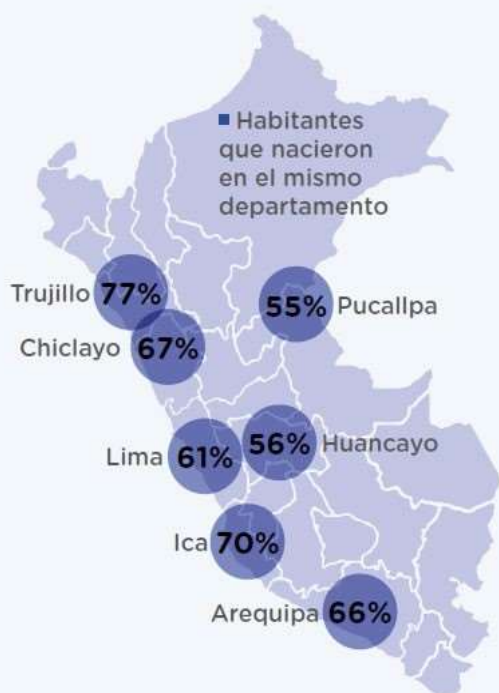 Habitantes
que nacieron
en el mismo
departamento
Trujillo 77%
55% Pucallpa
Chiclayo 67%
Lima 61%
56% Huancayo
Ica 70%
Arequipa 66%